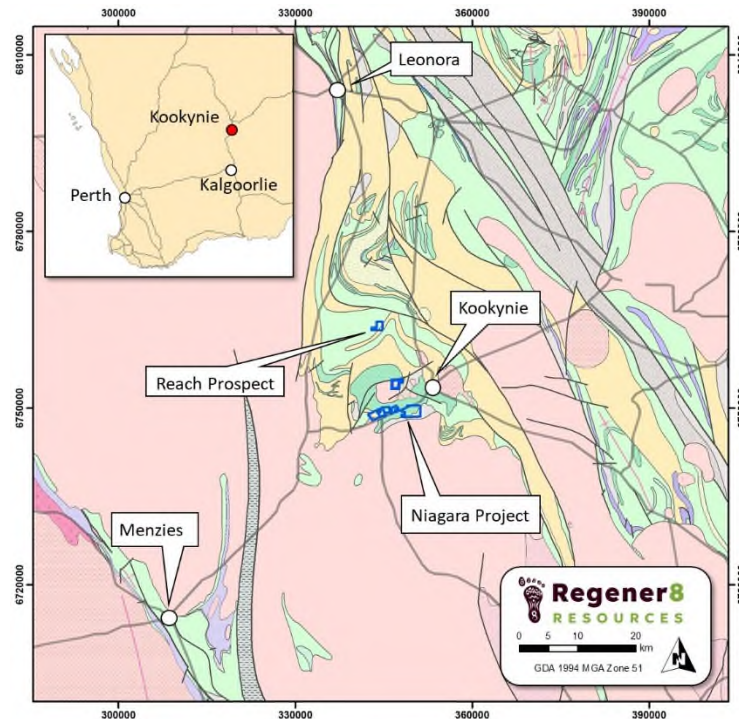 300000 330000 360000 390000
6810000
Leonora
Kookynie
Kalgoorlie
Perth
6780000
Kookynie
Reach Prospect
6750000
Niagara Project
Menzies
6720000
Regener8
RESOURCES
0 5 10 20
km
GDA 1994 MGA Zone 51
N
300000 330000 360000 390000